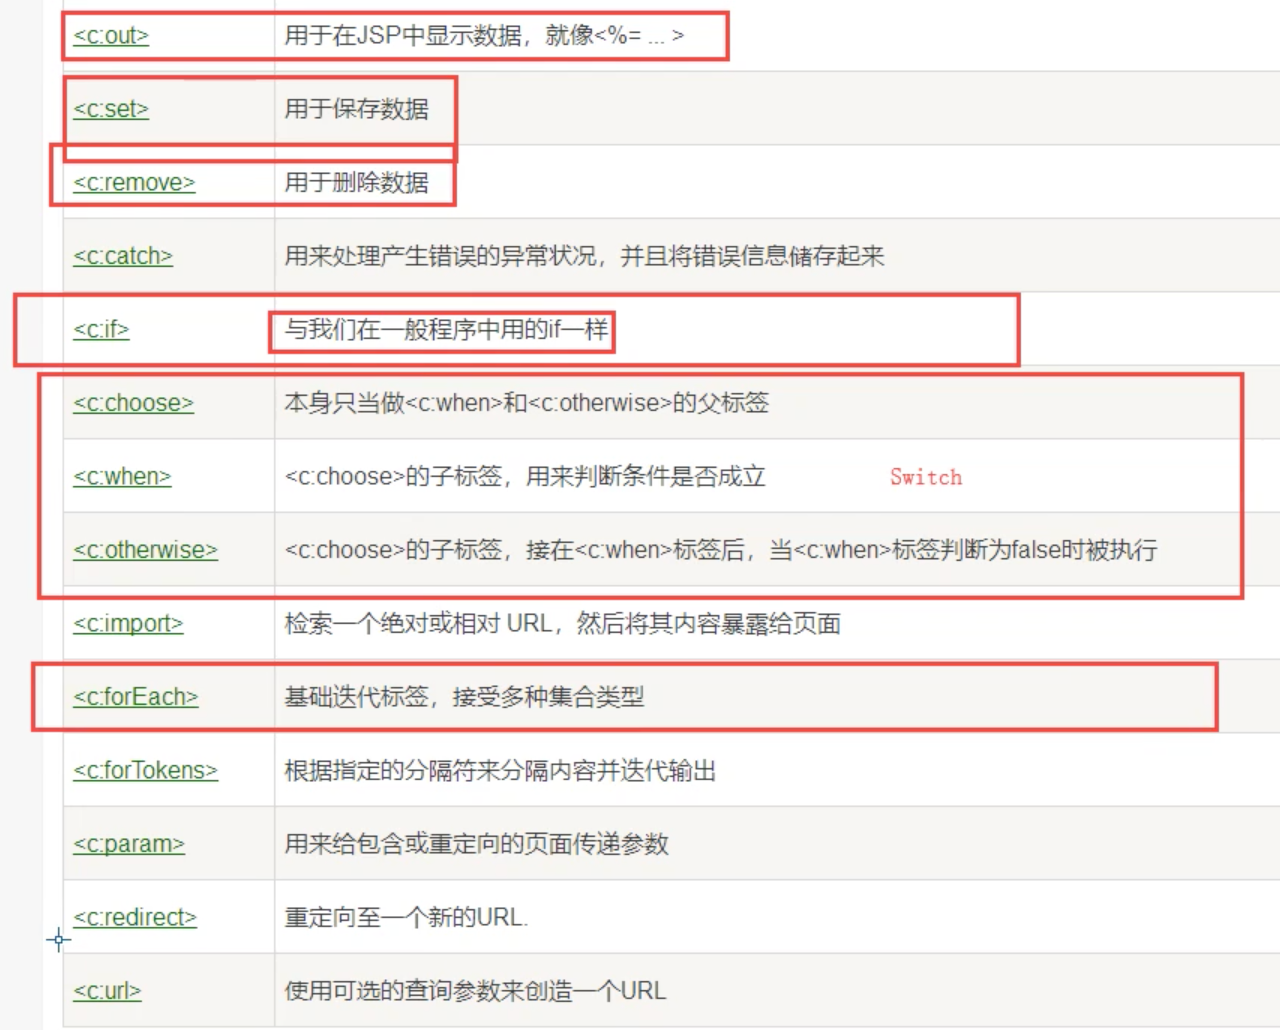 <c:out> 用于在JSP中显示数据，就像<%= ... >
<c:set> 用于保存数据
<c:remove> 用于删除数据
<c:catch> 用来处理产生错误的异常状况，并且将错误信息储存起来
<c:if> 与我们在一般程序中用的if一样
<c:choose> 本身只当做<c:when>和<c:otherwise>的父标签
<c:when> <c:choose>的子标签，用来判断条件是否成立 Switch
<c:otherwise> <c:choose>的子标签，接在<c:when>标签后，当<c:when>标签判断为false时被执行
<c:import> 检索一个绝对或相对 URL，然后将其内容暴露给页面
<c:forEach> 基础迭代标签，接受多种集合类型
<c:forTokens> 根据指定的分隔符来分隔内容并迭代输出
<c:param> 用来给包含或重定向的页面传递参数
<c:redirect> 重定向至一个新的URL.
<c:url> 使用可选的查询参数来创造一个URL